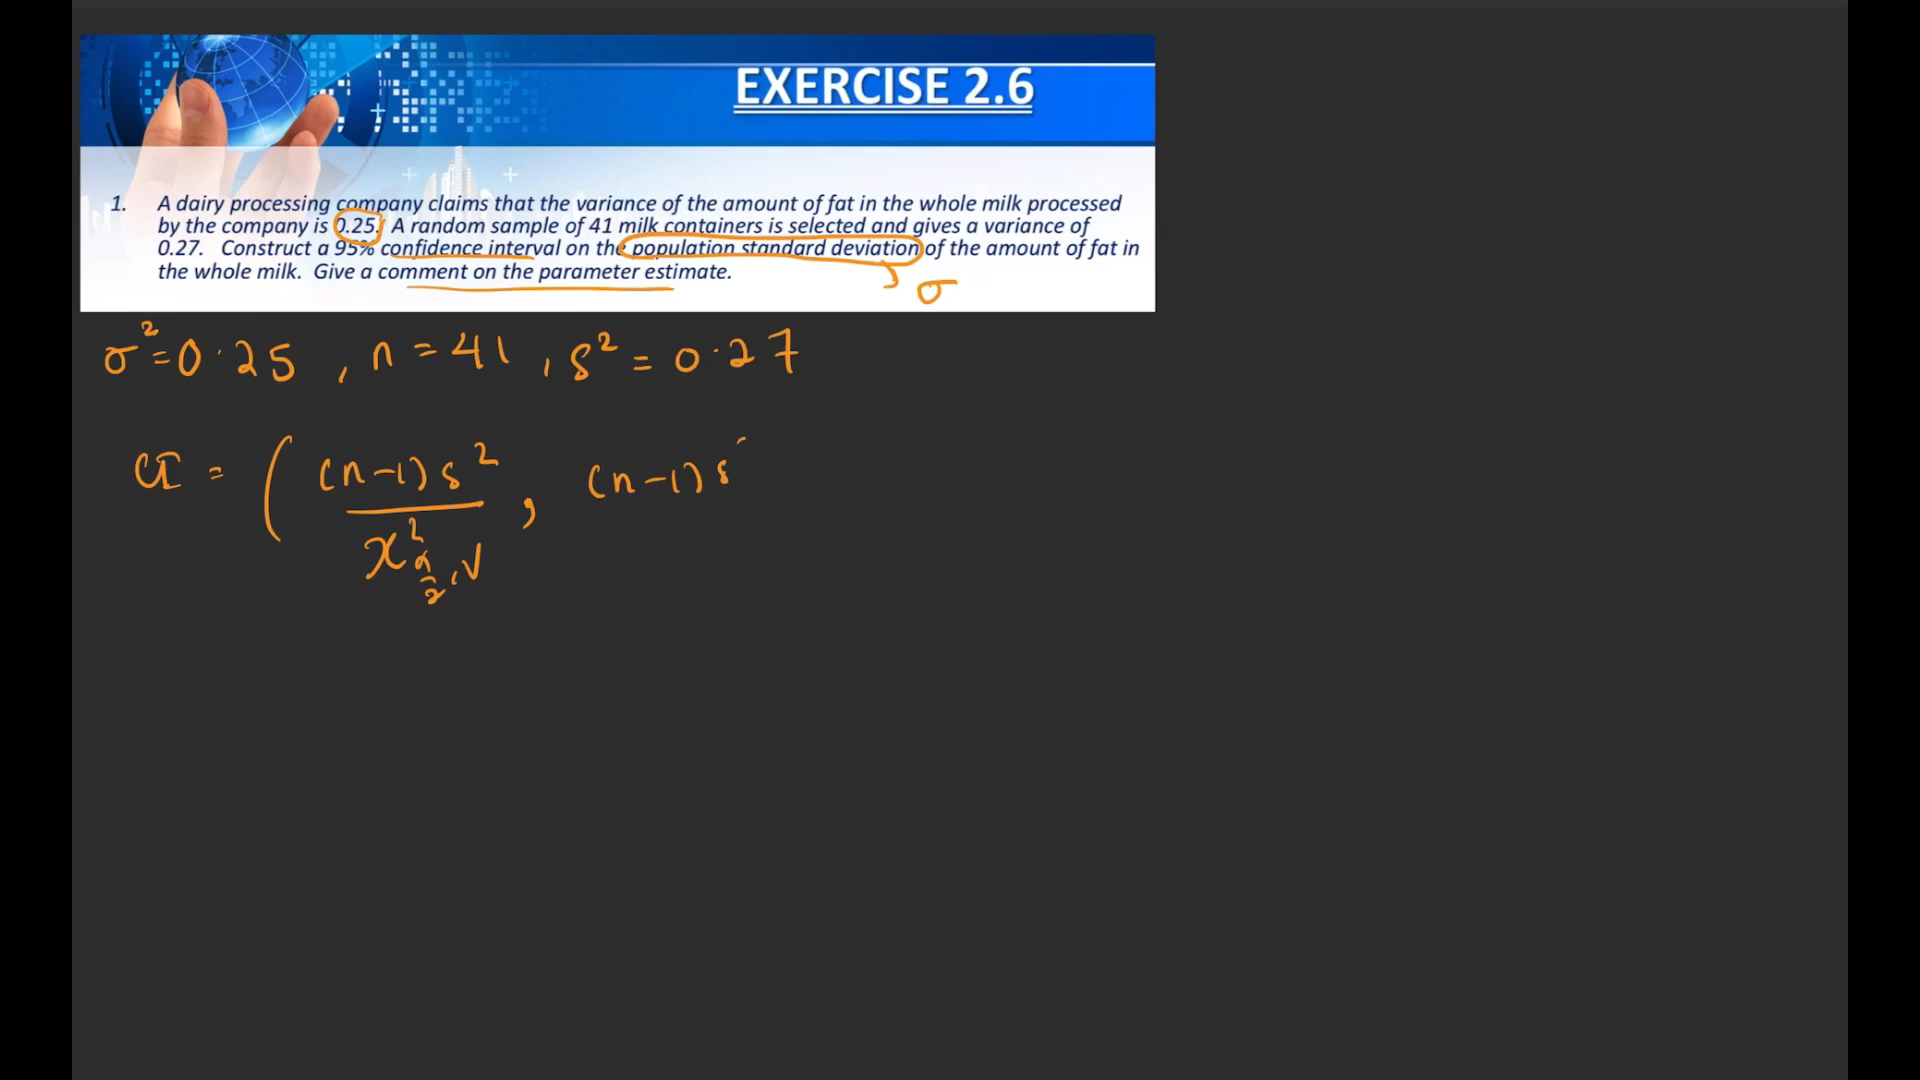 EXERCISE 2.6
1. A dairy processing company claims that the variance of the amount of fat in the whole milk processed
by the company is 0.25. A random sample of 41 milk containers is selected and gives a variance of
0.27. Construct a 95% confidence interval on the population standard deviation of the amount of fat in
the whole milk. Give a comment on the parameter estimate.
σ
σ² = 0.25 , n = 41 , s² = 0.27
CI = ( (n-1)s² / x² α/2, v , (n-1)s